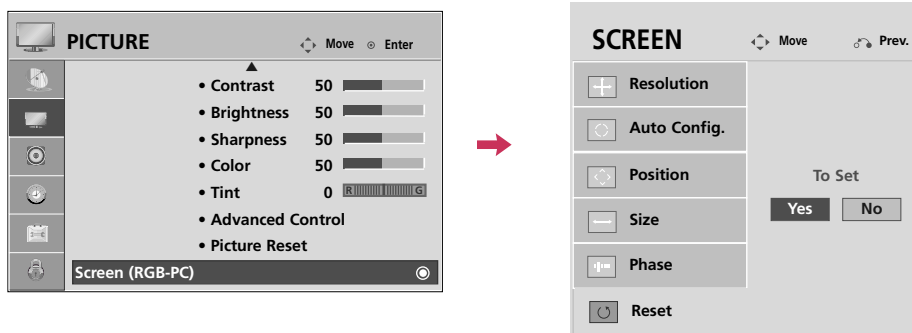 PICTURE
Move Enter
• Contrast 50
• Brightness 50
• Sharpness 50
• Color 50
• Tint 0 R G
• Advanced Control
• Picture Reset
Screen (RGB-PC)
SCREEN
Move Prev.
Resolution
Auto Config.
Position
Size
Phase
Reset
To Set
Yes No